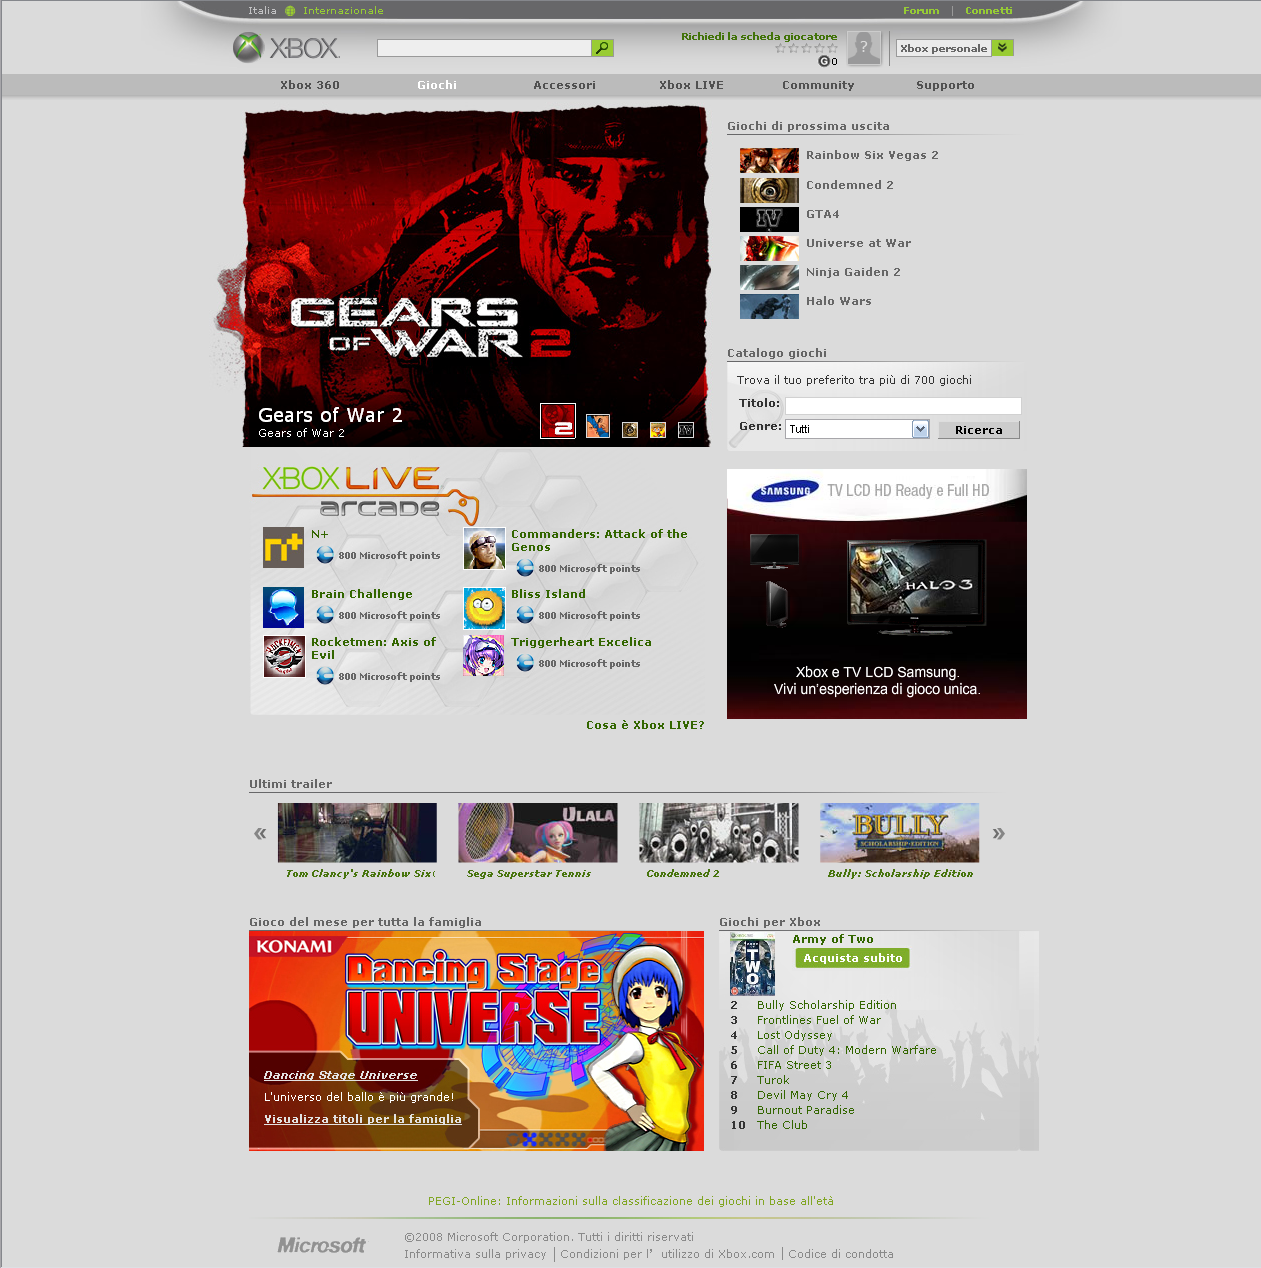 Italia Internazionale
Forum | Connetti
XBOX
Richiedi la scheda giocatore
?
G 0
Xbox personale
Xbox 360 Giochi Accessori Xbox LIVE Community Supporto
GEARS
OF WAR 2
Gears of War 2
Gears of War 2
2
Giochi di prossima uscita
Rainbow Six Vegas 2
Condemned 2
IV
GTA4
Universe at War
Ninja Gaiden 2
Halo Wars
Catalogo giochi
Trova il tuo preferito tra più di 700 giochi
Titolo:
Genre: Tutti Ricerca
XBOX LIVE
arcade
n+
N+
800 Microsoft points
Commanders: Attack of the
Genos
800 Microsoft points
Brain Challenge
800 Microsoft points
Bliss Island
800 Microsoft points
Rocketmen: Axis of
Evil
800 Microsoft points
Triggerheart Excelica
800 Microsoft points
Cosa è Xbox LIVE?
SAMSUNG TV LCD HD Ready e Full HD
HALO 3
Xbox e TV LCD Samsung.
Vivi un'esperienza di gioco unica.
Ultimi trailer
«
Tom Clancy's Rainbow Six
ULALA
Sega Superstar Tennis
Condemned 2
BULLY
SCHOLARSHIP·EDITION
Bully: Scholarship Edition
»
Gioco del mese per tutta la famiglia
KONAMI
Dancing Stage
UNIVERSE
Dancing Stage Universe
L'universo del ballo è più grande!
Visualizza titoli per la famiglia
Giochi per Xbox
ARMY
OF
TWO
Army of Two
Acquista subito
2 Bully Scholarship Edition
3 Frontlines Fuel of War
4 Lost Odyssey
5 Call of Duty 4: Modern Warfare
6 FIFA Street 3
7 Turok
8 Devil May Cry 4
9 Burnout Paradise
10 The Club
PEGI-Online: Informazioni sulla classificazione dei giochi in base all'età
Microsoft
©2008 Microsoft Corporation. Tutti i diritti riservati
Informativa sulla privacy | Condizioni per l’ utilizzo di Xbox.com | Codice di condotta